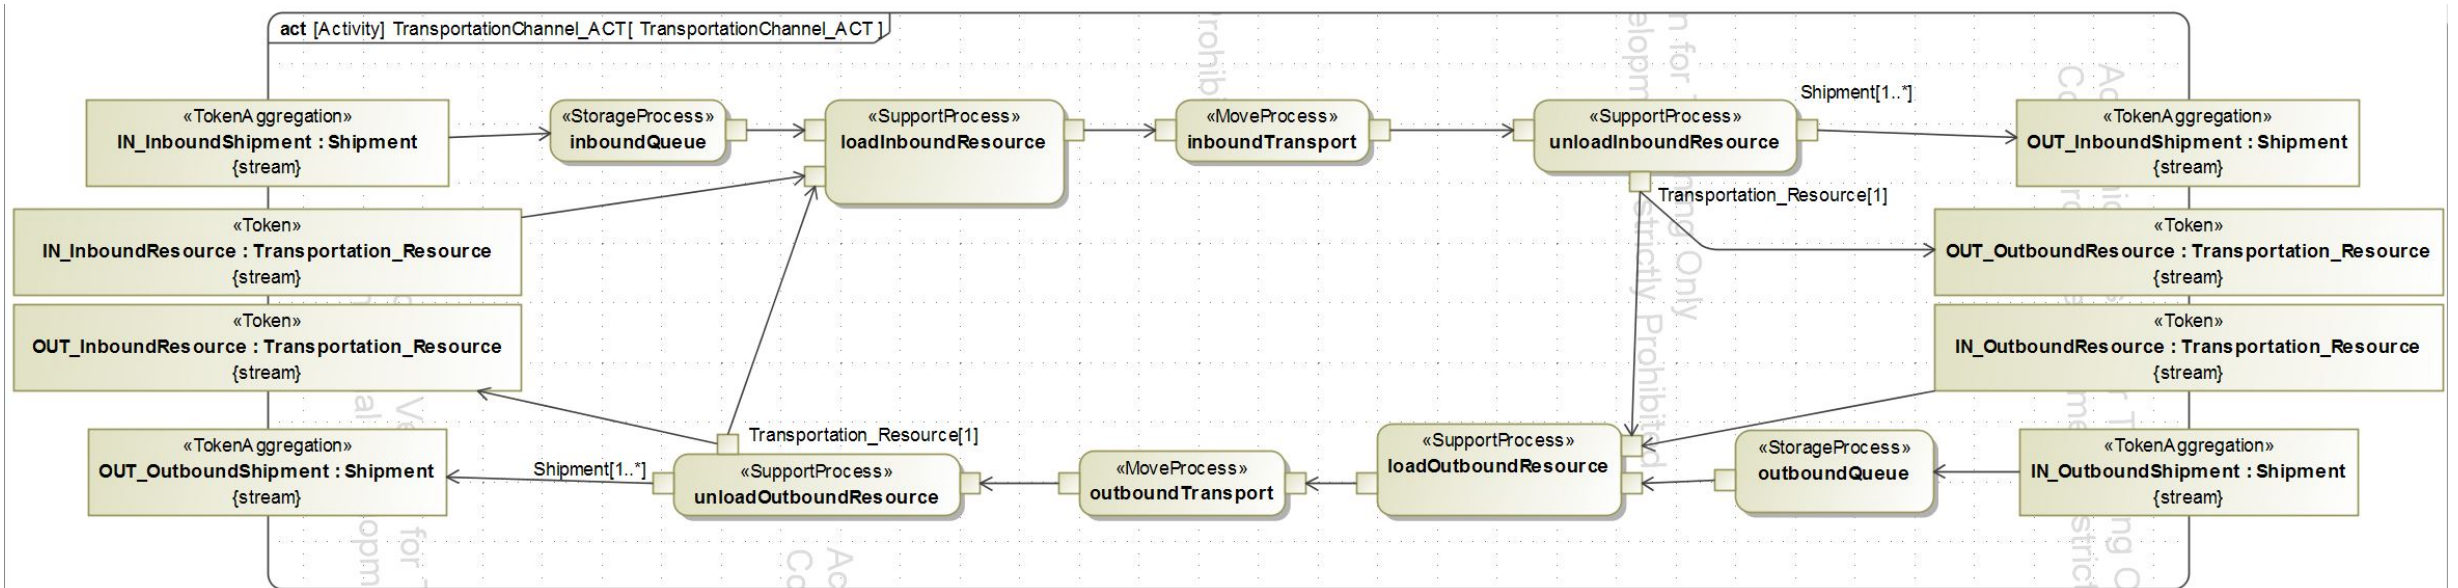 act [Activity] TransportationChannel_ACT[ TransportationChannel_ACT ]
«TokenAggregation»
IN_InboundShipment : Shipment
{stream}
«StorageProcess»
inboundQueue
«SupportProcess»
loadInboundResource
«MoveProcess»
inboundTransport
«SupportProcess»
unloadInboundResource
Shipment[1..*]
«TokenAggregation»
OUT_InboundShipment : Shipment
{stream}
Transportation_Resource[1]
«Token»
IN_InboundResource : Transportation_Resource
{stream}
«Token»
OUT_OutboundResource : Transportation_Resource
{stream}
«Token»
OUT_InboundResource : Transportation_Resource
{stream}
«Token»
IN_OutboundResource : Transportation_Resource
{stream}
«TokenAggregation»
OUT_OutboundShipment : Shipment
{stream}
Shipment[1..*]
Transportation_Resource[1]
«SupportProcess»
unloadOutboundResource
«MoveProcess»
outboundTransport
«SupportProcess»
loadOutboundResource
«StorageProcess»
outboundQueue
«TokenAggregation»
IN_OutboundShipment : Shipment
{stream}